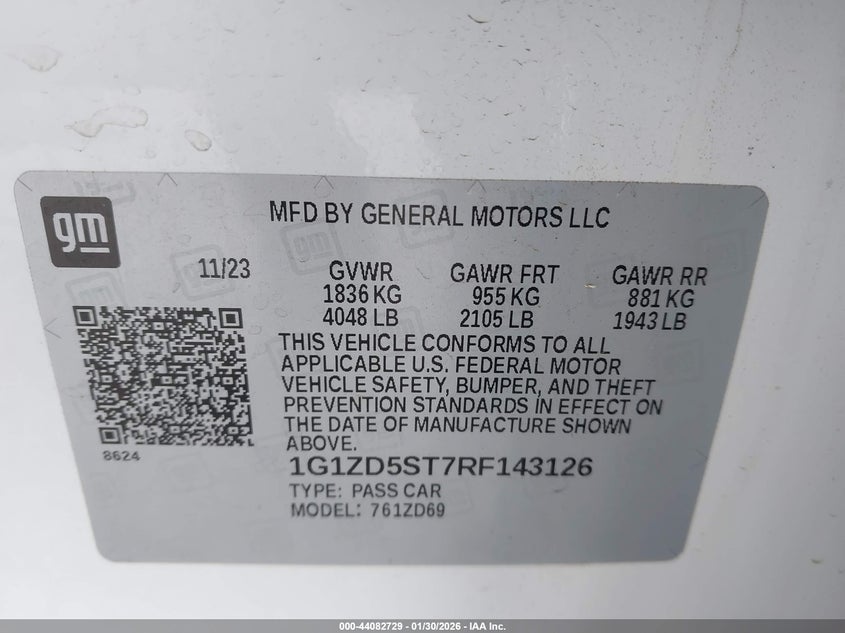 gm
MFD BY GENERAL MOTORS LLC
11/23
GVWR GAWR FRT GAWR RR
1836 KG 955 KG 881 KG
4048 LB 2105 LB 1943 LB
THIS VEHICLE CONFORMS TO ALL
APPLICABLE U.S. FEDERAL MOTOR
VEHICLE SAFETY, BUMPER, AND THEFT
PREVENTION STANDARDS IN EFFECT ON
THE DATE OF MANUFACTURE SHOWN
ABOVE.
8624
1G1ZD5ST7RF143126
TYPE: PASS CAR
MODEL: 761ZD69
000-44082729 - 01/30/2026 - IAA Inc.